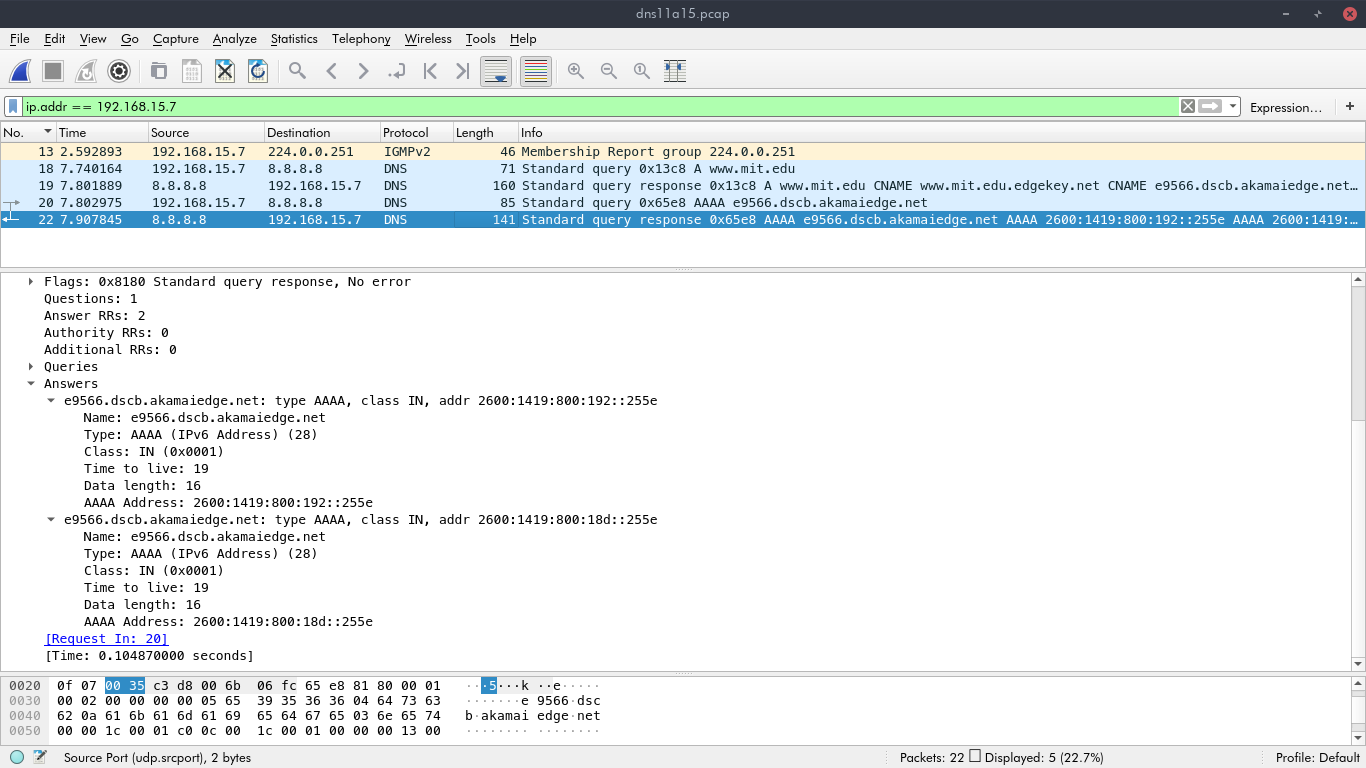 dns11a15.pcap
File Edit View Go Capture Analyze Statistics Telephony Wireless Tools Help
ip.addr == 192.168.15.7 Expression… +
No. Time Source Destination Protocol Length Info
13 2.592893 192.168.15.7 224.0.0.251 IGMPv2 46 Membership Report group 224.0.0.251
18 7.740164 192.168.15.7 8.8.8.8 DNS 71 Standard query 0x13c8 A www.mit.edu
19 7.801889 8.8.8.8 192.168.15.7 DNS 160 Standard query response 0x13c8 A www.mit.edu CNAME www.mit.edu.edgekey.net CNAME e9566.dscb.akamaiedge.net…
20 7.802975 192.168.15.7 8.8.8.8 DNS 85 Standard query 0x65e8 AAAA e9566.dscb.akamaiedge.net
22 7.907845 8.8.8.8 192.168.15.7 DNS 141 Standard query response 0x65e8 AAAA e9566.dscb.akamaiedge.net AAAA 2600:1419:800:192::255e AAAA 2600:1419:…
Flags: 0x8180 Standard query response, No error
Questions: 1
Answer RRs: 2
Authority RRs: 0
Additional RRs: 0
Queries
Answers
e9566.dscb.akamaiedge.net: type AAAA, class IN, addr 2600:1419:800:192::255e
Name: e9566.dscb.akamaiedge.net
Type: AAAA (IPv6 Address) (28)
Class: IN (0x0001)
Time to live: 19
Data length: 16
AAAA Address: 2600:1419:800:192::255e
e9566.dscb.akamaiedge.net: type AAAA, class IN, addr 2600:1419:800:18d::255e
Name: e9566.dscb.akamaiedge.net
Type: AAAA (IPv6 Address) (28)
Class: IN (0x0001)
Time to live: 19
Data length: 16
AAAA Address: 2600:1419:800:18d::255e
[Request In: 20]
[Time: 0.104870000 seconds]
0020 0f 07 00 35 c3 d8 00 6b 06 fc 65 e8 81 80 00 01 ···5···k ··e·····
0030 00 02 00 00 00 00 05 65 39 35 36 36 04 64 73 63 ·······e 9566·dsc
0040 62 0a 61 6b 61 6d 61 69 65 64 67 65 03 6e 65 74 b·akamai edge·net
0050 00 00 1c 00 01 c0 0c 00 1c 00 01 00 00 00 13 00 ········ ········
Source Port (udp.srcport), 2 bytes Packets: 22 Displayed: 5 (22.7%) Profile: Default